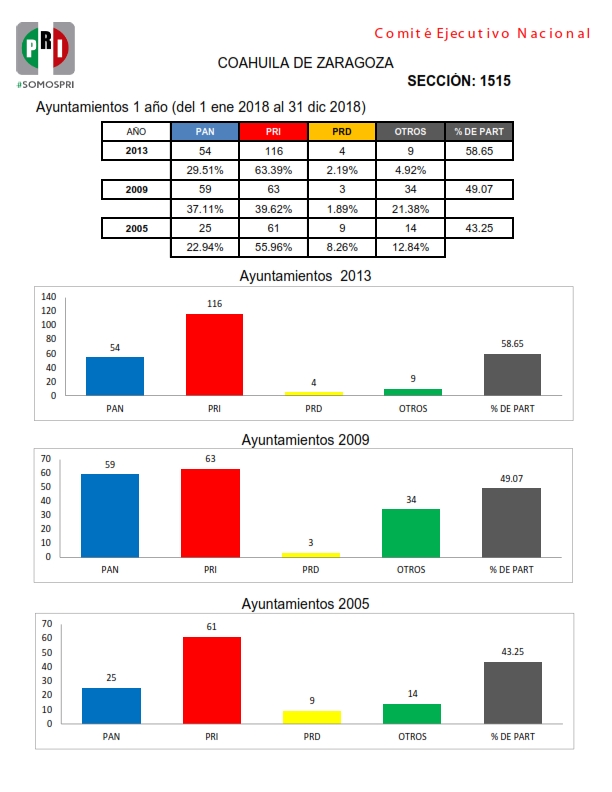 Comité Ejecutivo Nacional
PRI
#SOMOSPRI
COAHUILA DE ZARAGOZA
SECCIÓN: 1515
Ayuntamientos 1 año (del 1 ene 2018 al 31 dic 2018)
AÑO PAN PRI PRD OTROS % DE PART
2013 54 116 4 9 58.65
29.51% 63.39% 2.19% 4.92%
2009 59 63 3 34 49.07
37.11% 39.62% 1.89% 21.38%
2005 25 61 9 14 43.25
22.94% 55.96% 8.26% 12.84%
Ayuntamientos 2013
140
120
100
80
60
40
20
0
54 116 4 9 58.65
PAN PRI PRD OTROS % DE PART
Ayuntamientos 2009
70
60
50
40
30
20
10
0
59 63 3 34 49.07
PAN PRI PRD OTROS % DE PART
Ayuntamientos 2005
70
60
50
40
30
20
10
0
25 61 9 14 43.25
PAN PRI PRD OTROS % DE PART